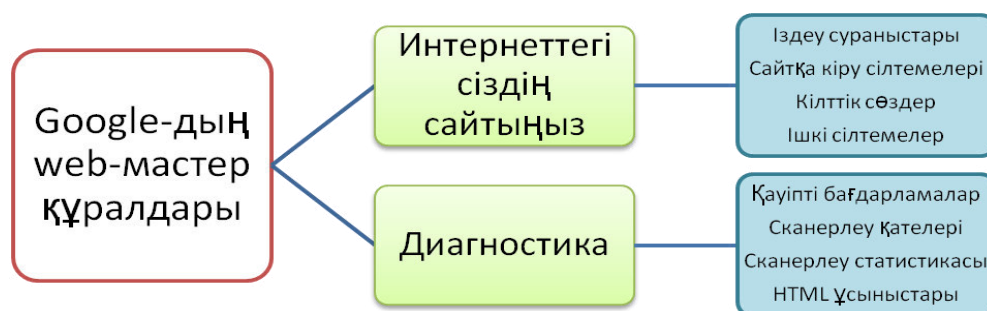 Google-дың
web-мастер
құралдары
Интернеттегі
сіздің
сайтыңыз
Іздеу сураныстары
Сайтқа кіру сілтемелері
Кілттік сөздер
Ішкі сілтемелер
Диагностика
Қауіпті бағдарламалар
Сканерлеу қателері
Сканерлеу статистикасы
HTML ұсыныстары